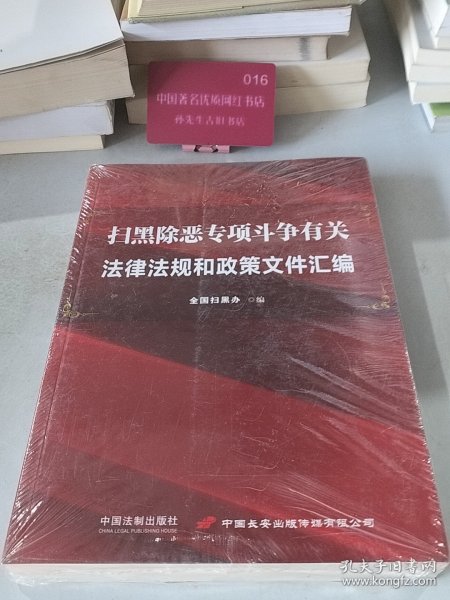 016
中国著名优质网红书店
孙先生古旧书店
扫黑除恶专项斗争有关
法律法规和政策文件汇编
全国扫黑办 ◎编
中国法制出版社
CHINA LEGAL PUBLISHING HOUSE
中国长安出版传媒有限公司
孔夫子旧书网
www.kongfz.com